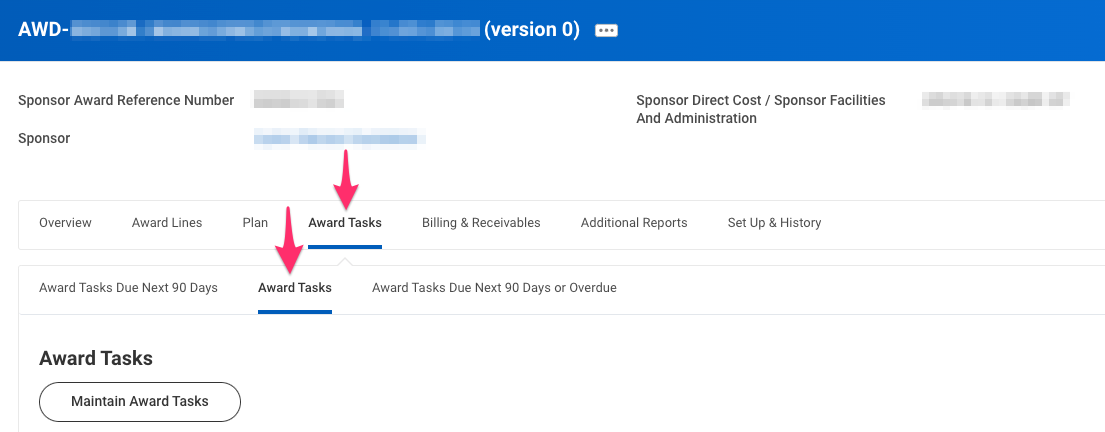 AWD- (version 0)
Sponsor Award Reference Number
Sponsor Direct Cost / Sponsor Facilities
And Administration
Sponsor
Overview Award Lines Plan Award Tasks Billing & Receivables Additional Reports Set Up & History
Award Tasks Due Next 90 Days Award Tasks Award Tasks Due Next 90 Days or Overdue
Award Tasks
Maintain Award Tasks